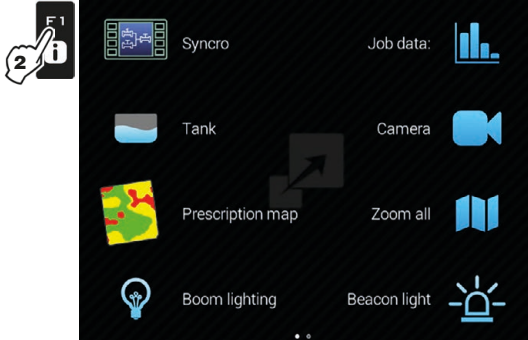 F1
i
2
Syncro
Job data:
Tank
Camera
Prescription map
Zoom all
Boom lighting
Beacon light